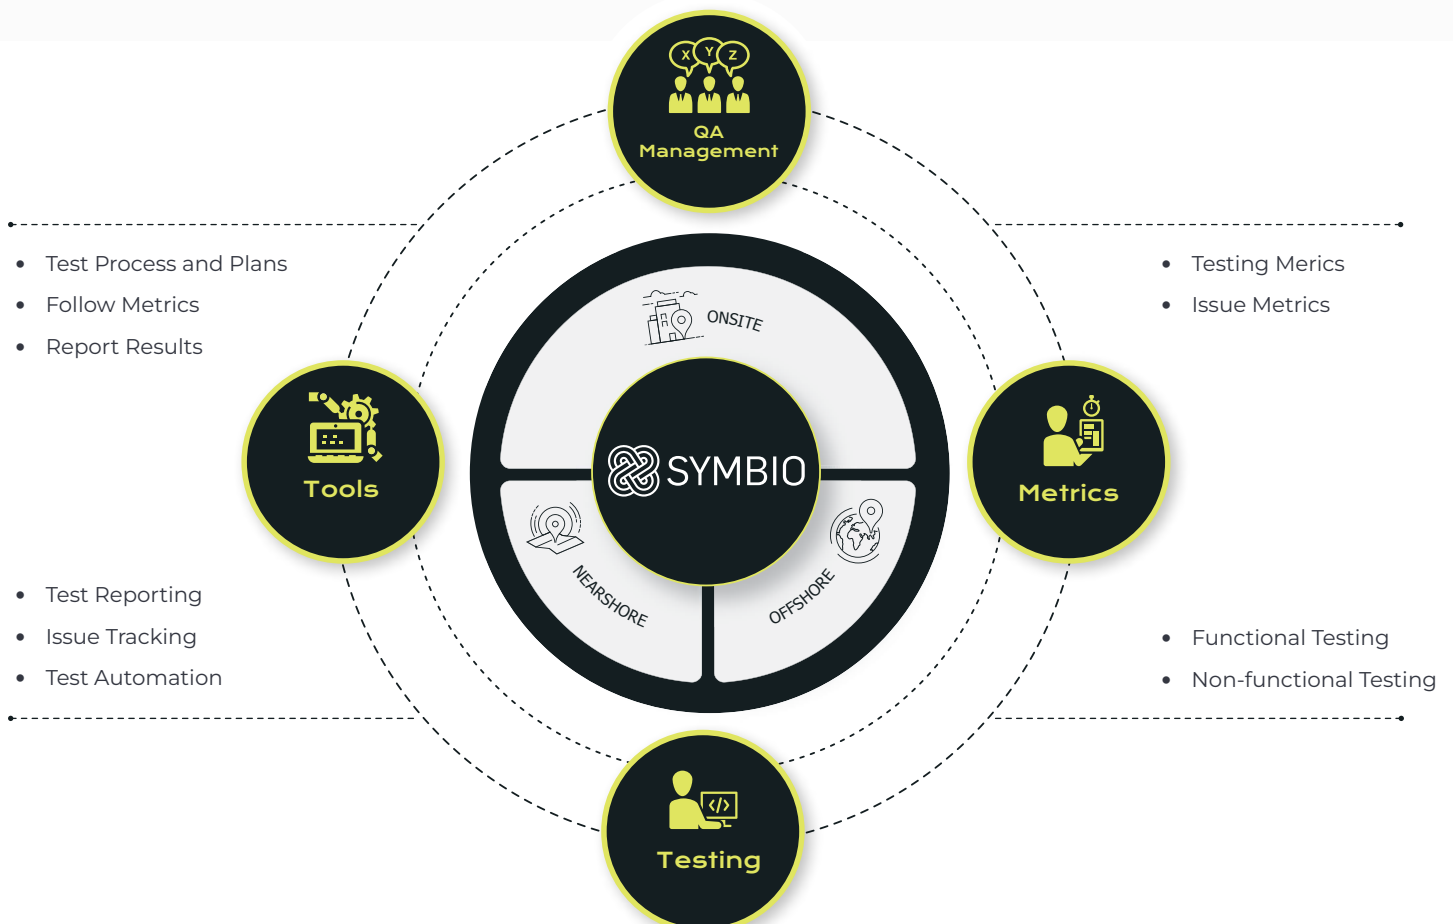 X Y Z
QA
Management
• Test Process and Plans
• Follow Metrics
• Report Results
• Testing Merics
• Issue Metrics
ONSITE
Tools
SYMBIO
Metrics
NEARSHORE
OFFSHORE
• Test Reporting
• Issue Tracking
• Test Automation
• Functional Testing
• Non-functional Testing
</>
Testing